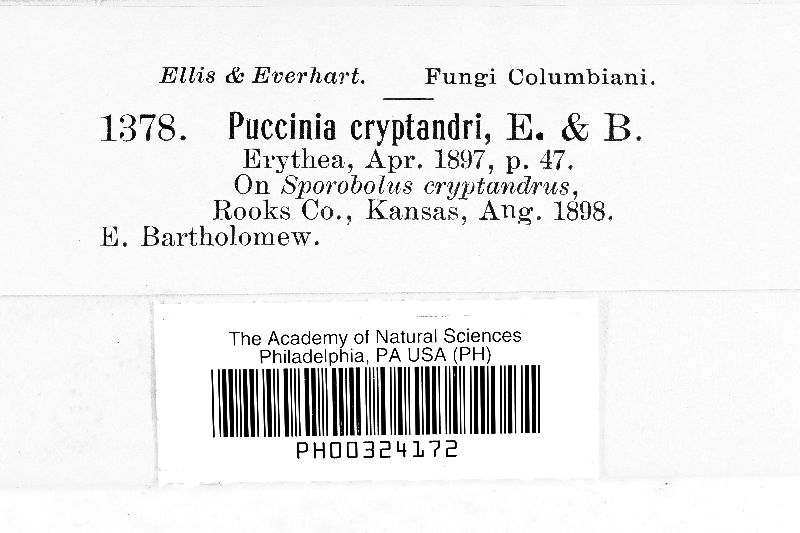 Ellis & Everhart. Fungi Columbiani.
1378. Puccinia cryptandri, E. & B.
Erythea, Apr. 1897, p. 47.
On Sporobolus cryptandrus,
Rooks Co., Kansas, Aug. 1898.
E. Bartholomew.
The Academy of Natural Sciences
Philadelphia, PA USA (PH)
PH00324172